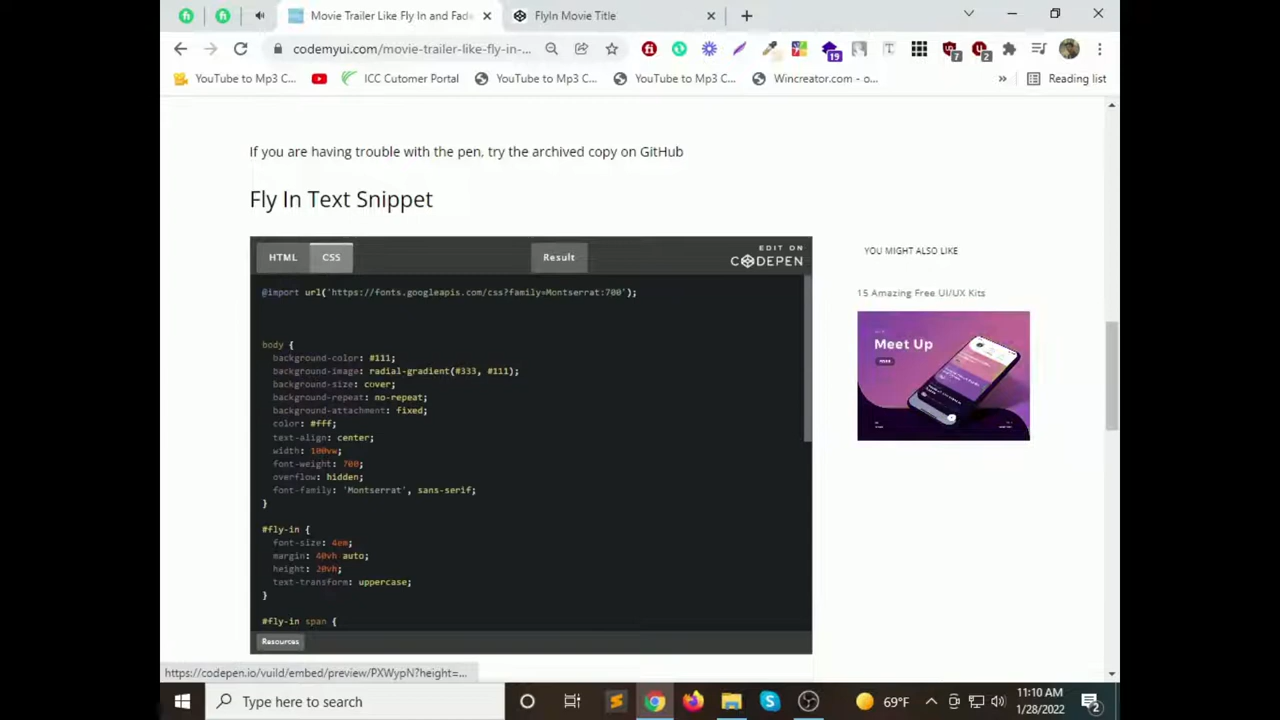 Movie Trailer Like Fly In and Fade
FlyIn Movie Title
codemyui.com/movie-trailer-like-fly-in-...
19
7
2
YouTube to Mp3 C...
ICC Cutomer Portal
YouTube to Mp3 C...
YouTube to Mp3 C...
Wincreator.com - o...
»
Reading list
If you are having trouble with the pen, try the archived copy on GitHub
Fly In Text Snippet
HTML
CSS
Result
EDIT ON
CODEPEN
@import url('https://fonts.googleapis.com/css?family=Montserrat:700');
body {
background-color: #111;
background-image: radial-gradient(#333, #111);
background-size: cover;
background-repeat: no-repeat;
background-attachment: fixed;
color: #fff;
text-align: center;
width: 100vw;
font-weight: 700;
overflow: hidden;
font-family: 'Montserrat', sans-serif;
}
#fly-in {
font-size: 4em;
margin: 40vh auto;
height: 20vh;
text-transform: uppercase;
}
#fly-in span {
Resources
YOU MIGHT ALSO LIKE
15 Amazing Free UI/UX Kits
Meet Up
https://codepen.io/vuild/embed/preview/PXWypN?height=...
Type here to search
69°F
11:10 AM
1/28/2022
2